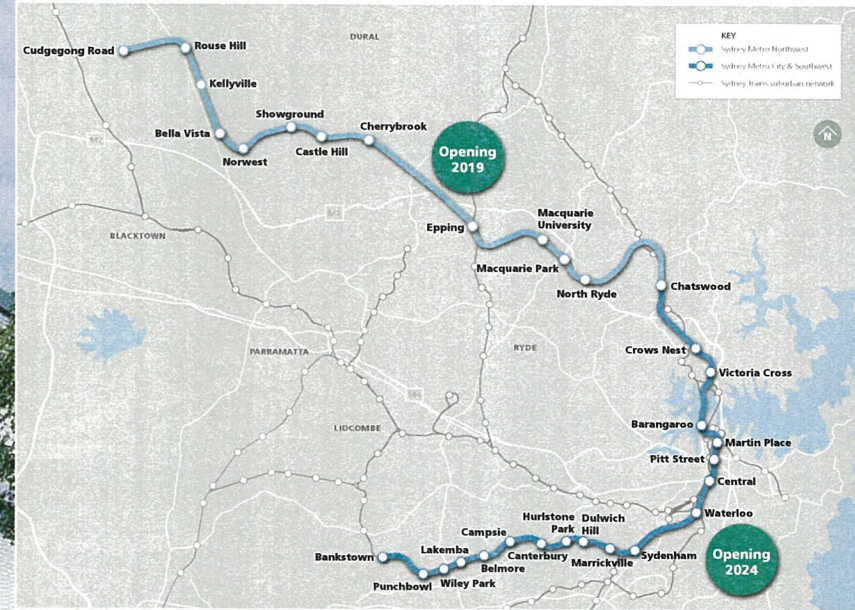 KEY
Sydney Metro Northwest
Sydney Metro City & Southwest
Sydney Trains suburban network
N
DURAL
Cudgegong Road
Rouse Hill
Kellyville
Showground
Cherrybrook
Bella Vista
Castle Hill
Norwest
Opening
2019
M2
BLACKTOWN
Epping
Macquarie
University
Macquarie Park
North Ryde
Chatswood
PARRAMATTA
RYDE
Crows Nest
Victoria Cross
LIDCOMBE
Barangaroo
Martin Place
Pitt Street
Central
Waterloo
Hurlstone
Park
Dulwich
Hill
Campsie
Lakemba
Canterbury
Sydenham
Bankstown
Belmore
Marrickville
Wiley Park
Punchbowl
Opening
2024